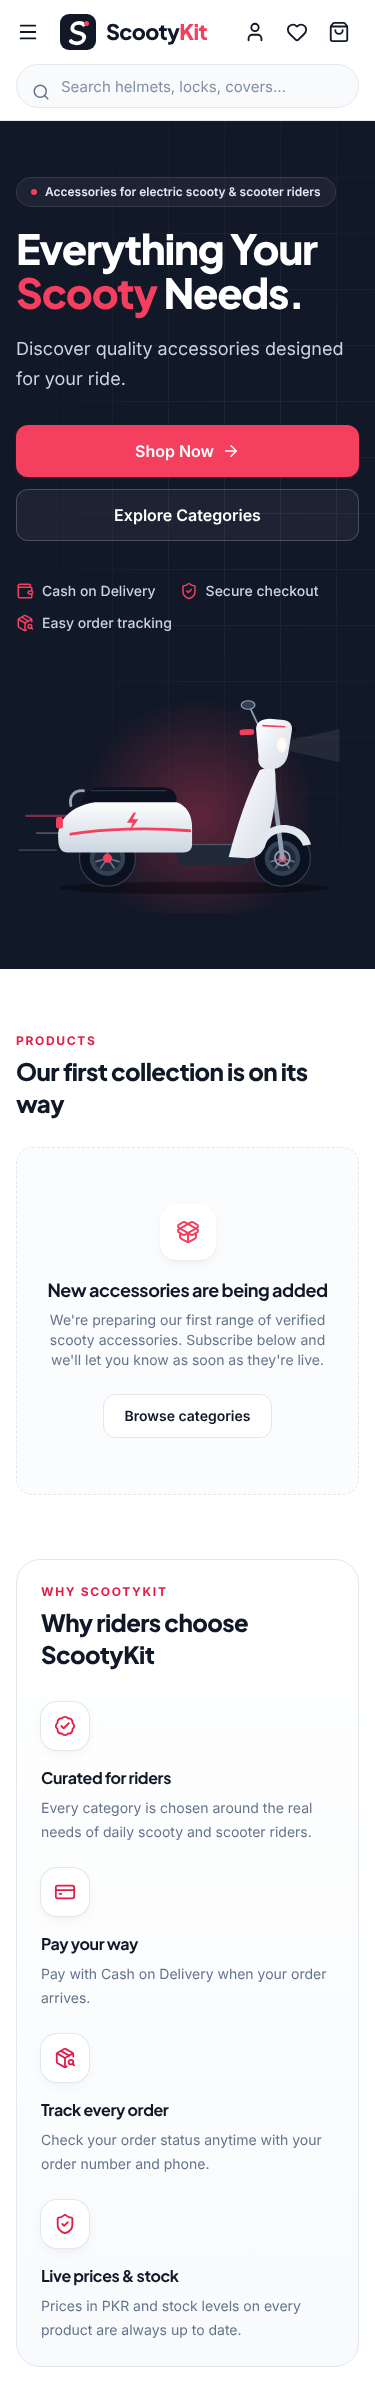 S ScootyKit
Search helmets, locks, covers...
Accessories for electric scooty & scooter riders
Everything Your
Scooty Needs.
Discover quality accessories designed
for your ride.
Shop Now
Explore Categories
Cash on Delivery Secure checkout
Easy order tracking
PRODUCTS
Our first collection is on its
way
New accessories are being added
We're preparing our first range of verified
scooty accessories. Subscribe below and
we'll let you know as soon as they're live.
Browse categories
WHY SCOOTYKIT
Why riders choose
ScootyKit
Curated for riders
Every category is chosen around the real
needs of daily scooty and scooter riders.
Pay your way
Pay with Cash on Delivery when your order
arrives.
Track every order
Check your order status anytime with your
order number and phone.
Live prices & stock
Prices in PKR and stock levels on every
product are always up to date.